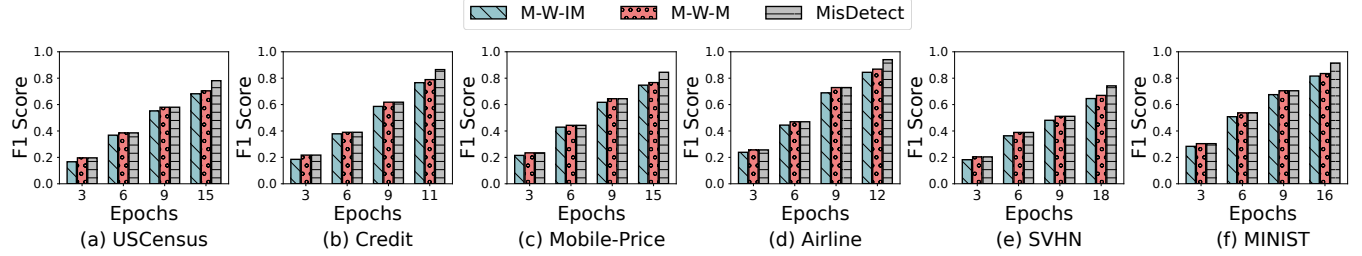 M-W-IM M-W-M MisDetect
F1 Score
1.0
0.8
0.6
0.4
0.2
0.0
3 6 9 15
Epochs
(a) USCensus
F1 Score
1.0
0.8
0.6
0.4
0.2
0.0
3 6 9 11
Epochs
(b) Credit
F1 Score
1.0
0.8
0.6
0.4
0.2
0.0
3 6 9 15
Epochs
(c) Mobile-Price
F1 Score
1.0
0.8
0.6
0.4
0.2
0.0
3 6 9 12
Epochs
(d) Airline
F1 Score
1.0
0.8
0.6
0.4
0.2
0.0
3 6 9 18
Epochs
(e) SVHN
F1 Score
1.0
0.8
0.6
0.4
0.2
0.0
3 6 9 16
Epochs
(f) MINIST